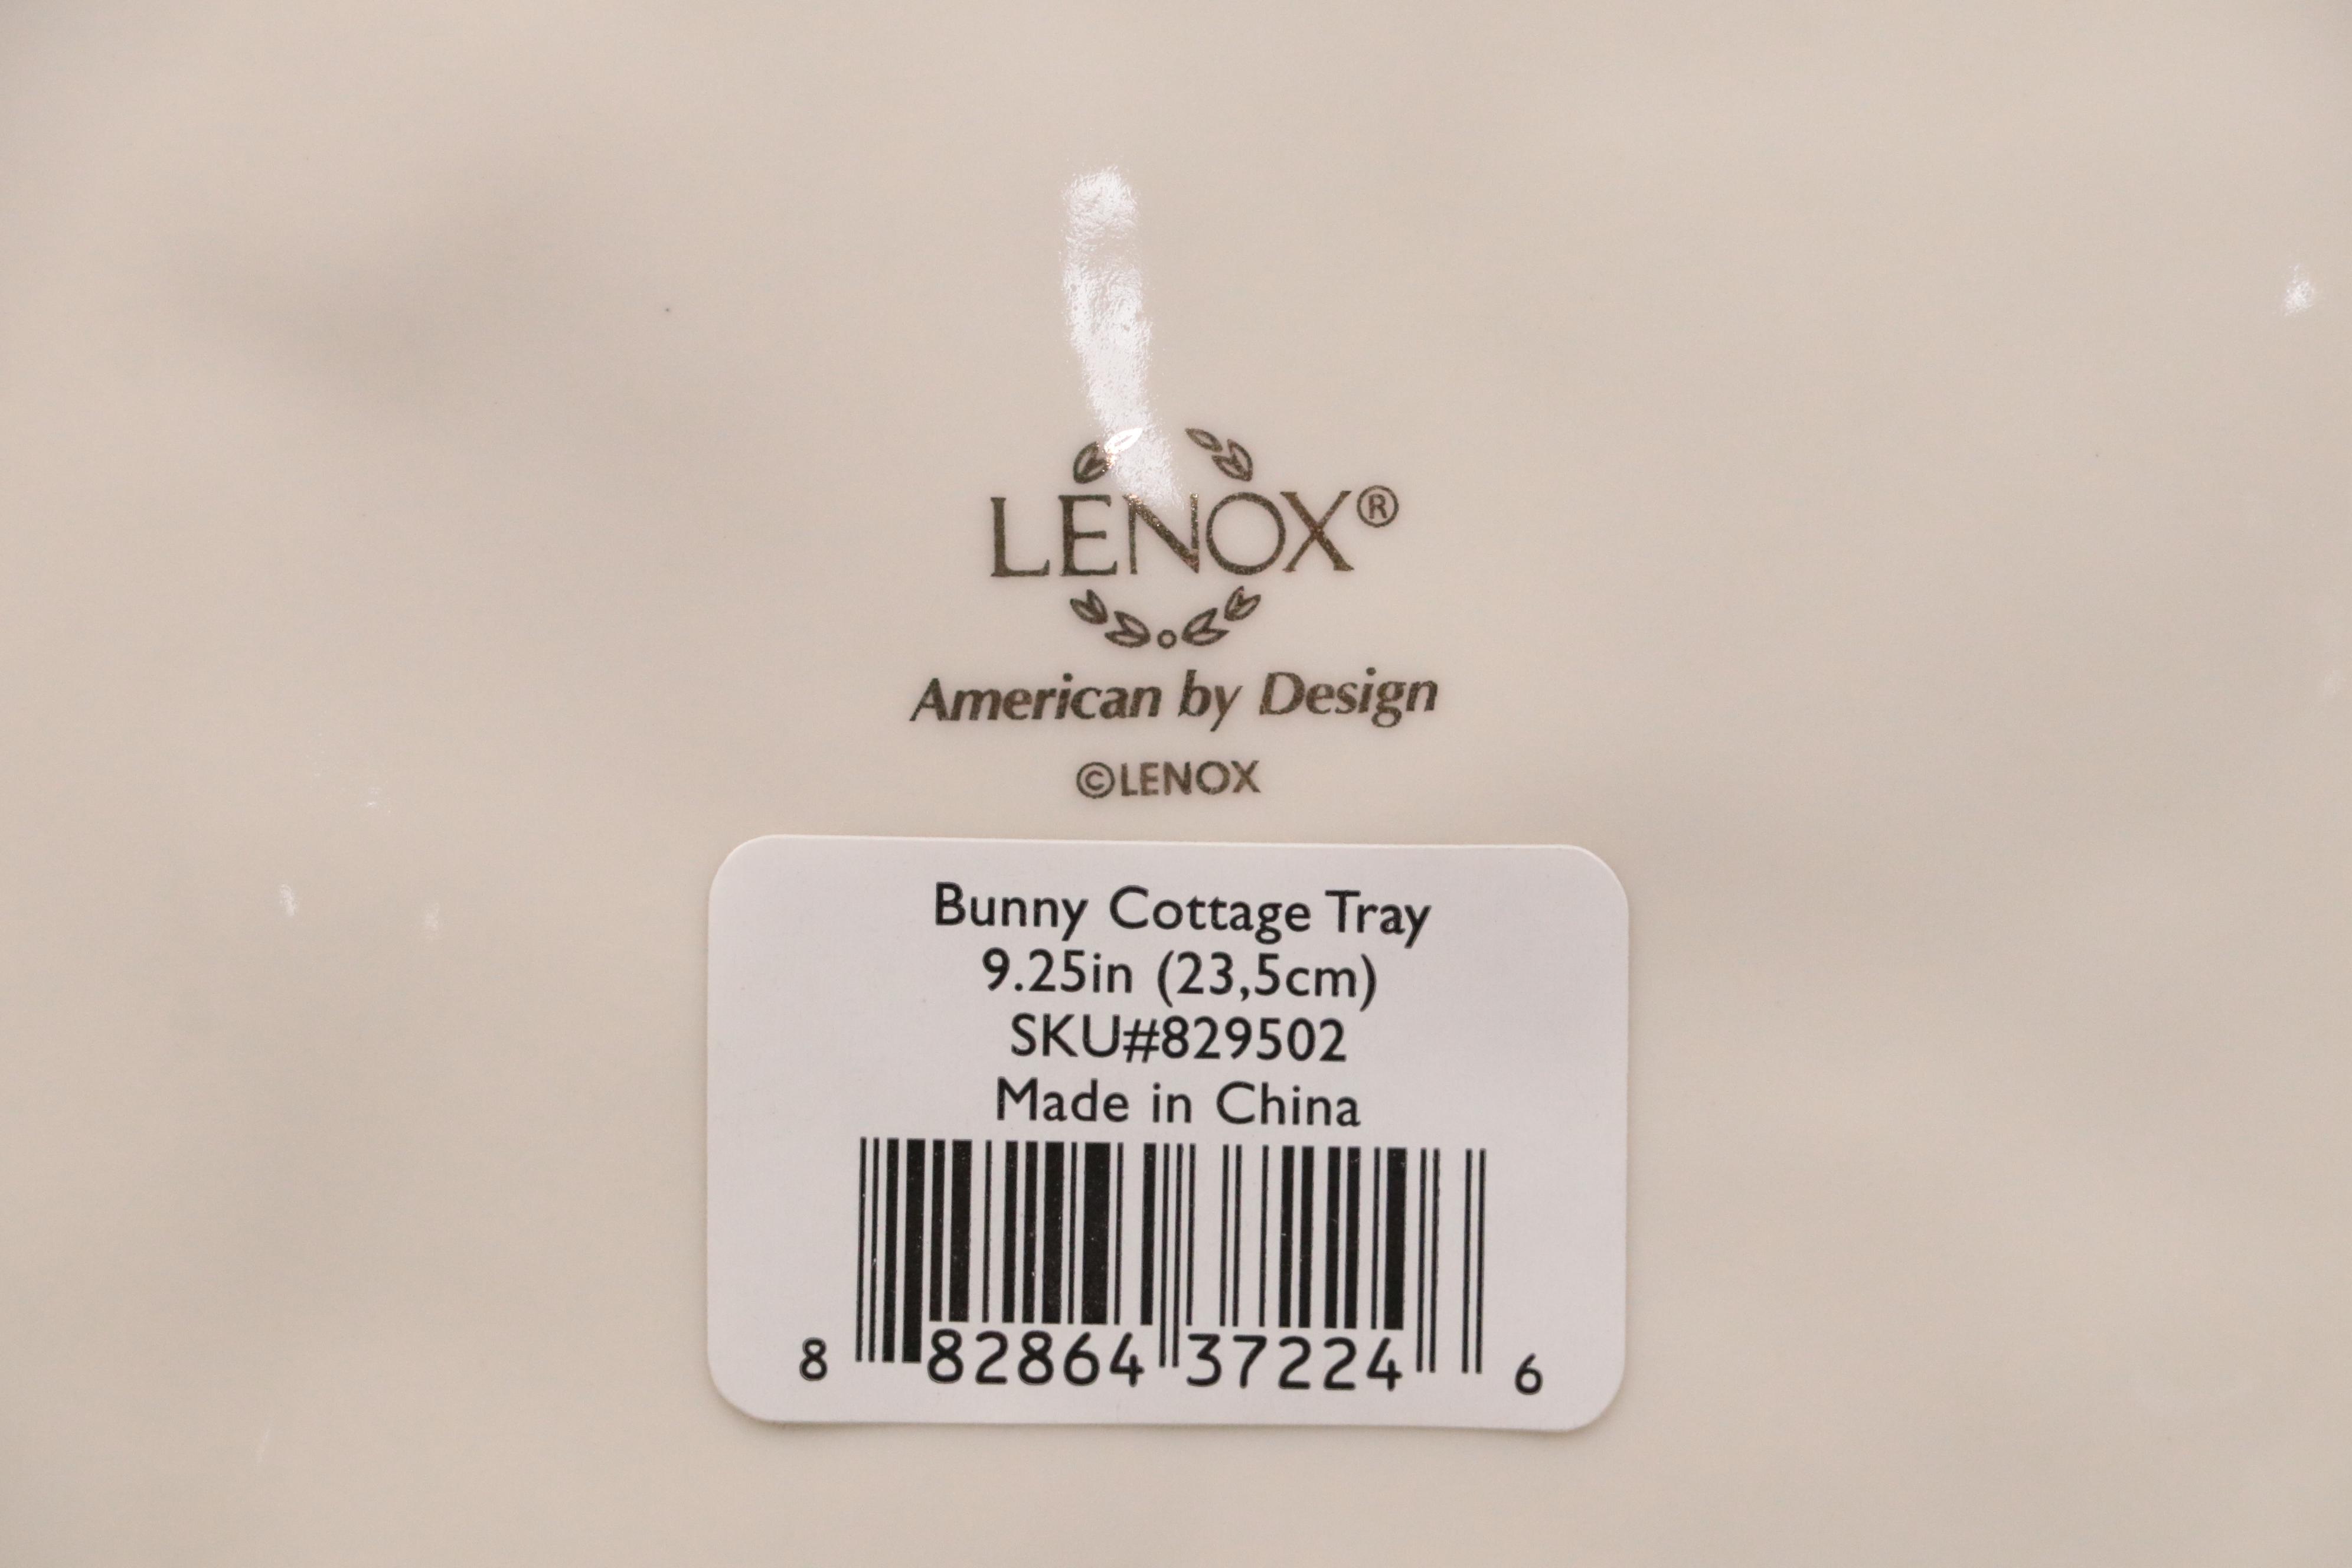 LENOX®
American by Design
©LENOX
Bunny Cottage Tray
9.25in (23,5cm)
SKU#829502
Made in China
8 82864 37224 6